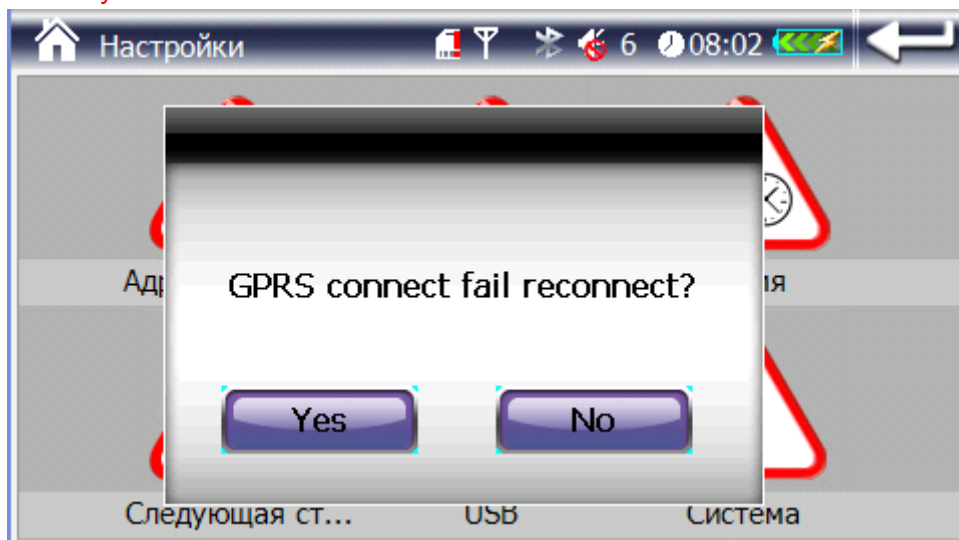 Настройки 6 08:02
GPRS connect fail reconnect?
Yes No
Следующая ст... USB Система